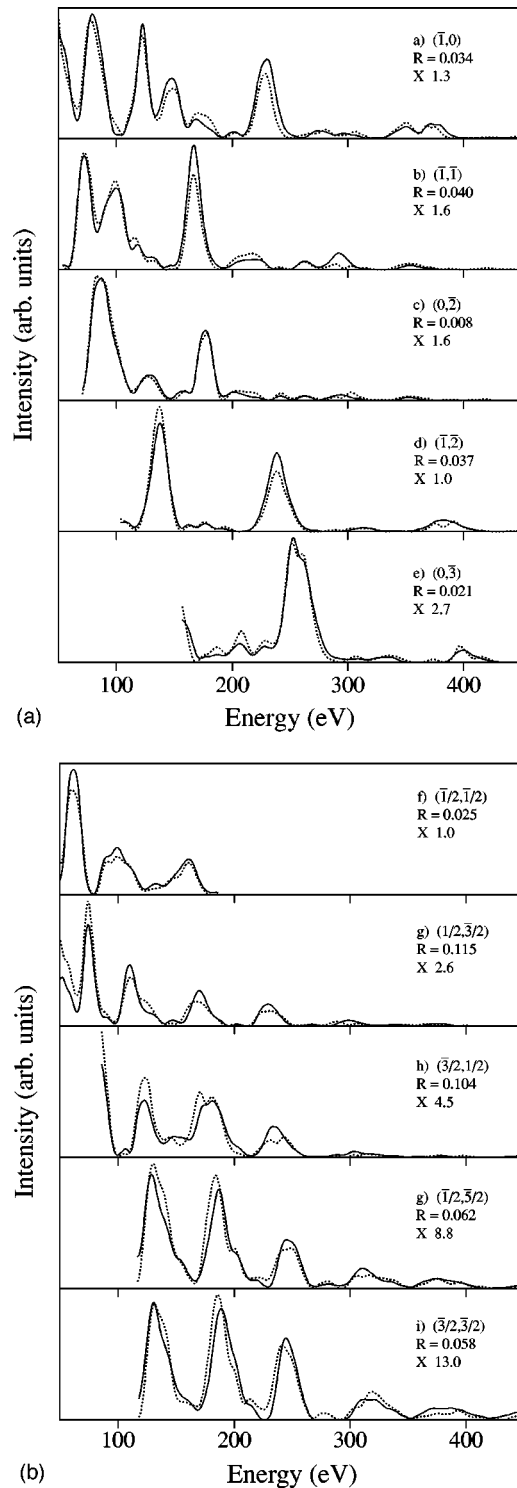 a) (1̅,0)
R = 0.034
X 1.3
b) (1̅,1̅)
R = 0.040
X 1.6
c) (0,2̅)
R = 0.008
X 1.6
d) (1̅,2̅)
R = 0.037
X 1.0
e) (0,3̅)
R = 0.021
X 2.7
Intensity (arb. units)
100 200 300 400
(a) Energy (eV)
f) (1̅/2,1̅/2)
R = 0.025
X 1.0
g) (1/2,3̅/2)
R = 0.115
X 2.6
h) (3̅/2,1/2)
R = 0.104
X 4.5
g) (1̅/2,5̅/2)
R = 0.062
X 8.8
i) (3̅/2,3̅/2)
R = 0.058
X 13.0
Intensity (arb. units)
100 200 300 400
(b) Energy (eV)